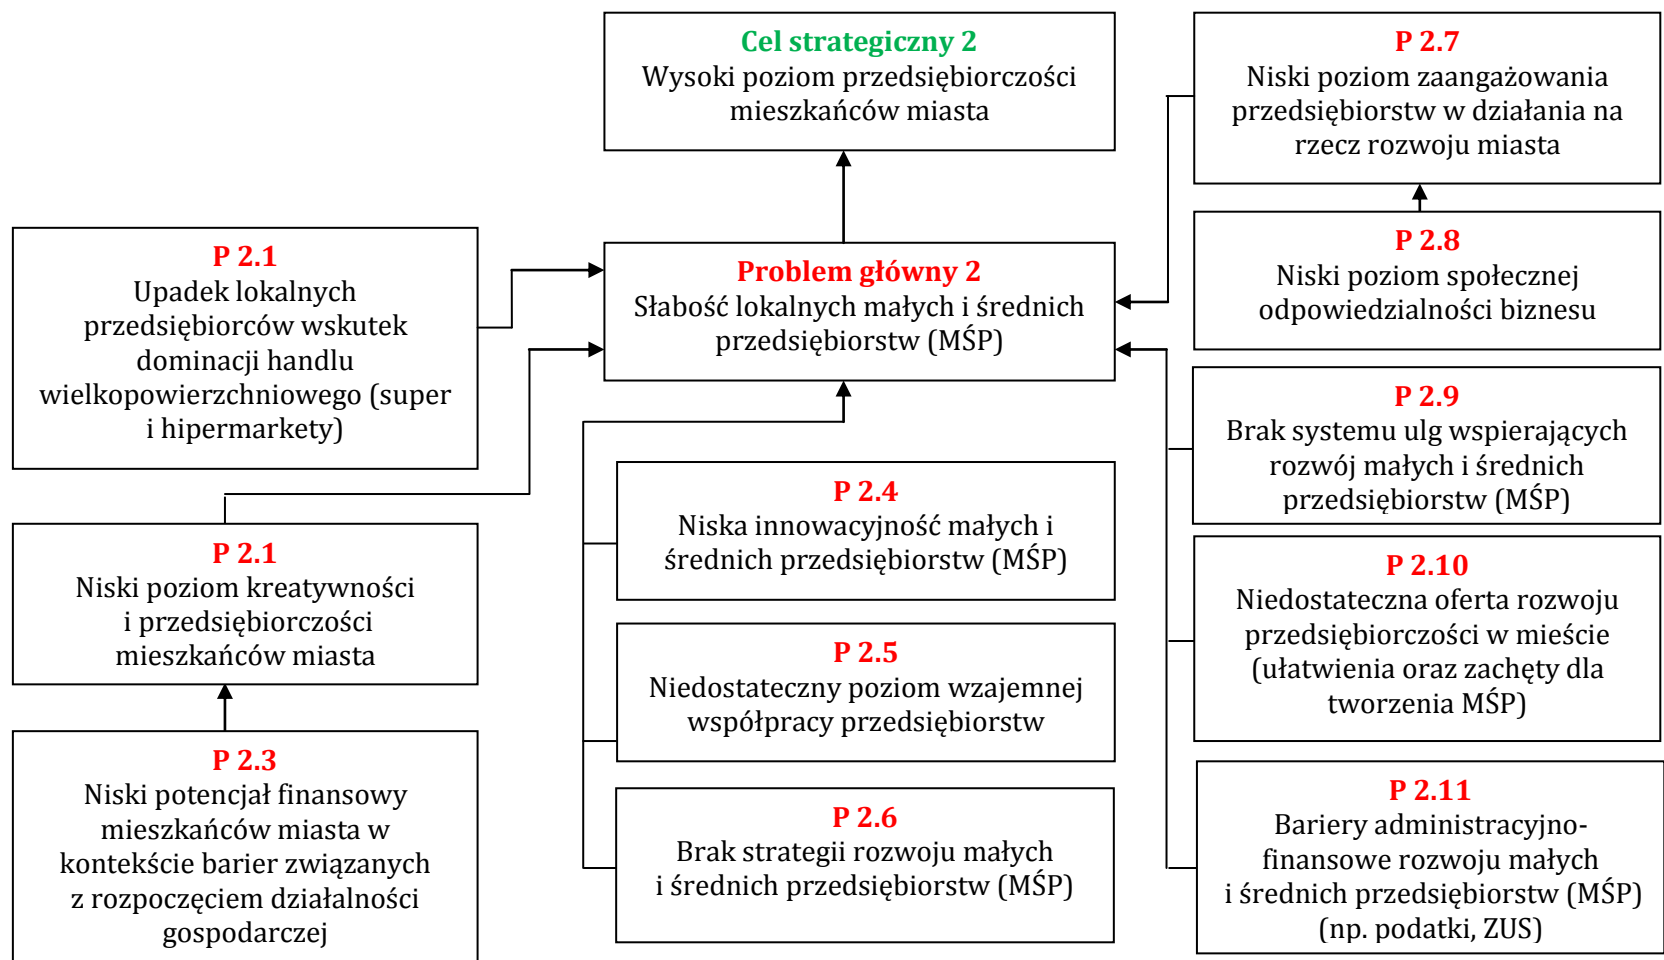 Cel strategiczny 2
Wysoki poziom przedsiębiorczości
mieszkańców miasta
P 2.7
Niski poziom zaangażowania
przedsiębiorstw w działania na
rzecz rozwoju miasta
P 2.1
Upadek lokalnych
przedsiębiorców wskutek
dominacji handlu
wielkopowierzchniowego (super
i hipermarkety)
Problem główny 2
Słabość lokalnych małych i średnich
przedsiębiorstw (MŚP)
P 2.8
Niski poziom społecznej
odpowiedzialności biznesu
P 2.9
Brak systemu ulg wspierających
rozwój małych i średnich
przedsiębiorstw (MŚP)
P 2.4
Niska innowacyjność małych i
średnich przedsiębiorstw (MŚP)
P 2.1
Niski poziom kreatywności
i przedsiębiorczości
mieszkańców miasta
P 2.10
Niedostateczna oferta rozwoju
przedsiębiorczości w mieście
(ułatwienia oraz zachęty dla
tworzenia MŚP)
P 2.5
Niedostateczny poziom wzajemnej
współpracy przedsiębiorstw
P 2.3
Niski potencjał finansowy
mieszkańców miasta w
kontekście barier związanych
z rozpoczęciem działalności
gospodarczej
P 2.6
Brak strategii rozwoju małych
i średnich przedsiębiorstw (MŚP)
P 2.11
Bariery administracyjno-
finansowe rozwoju małych
i średnich przedsiębiorstw (MŚP)
(np. podatki, ZUS)